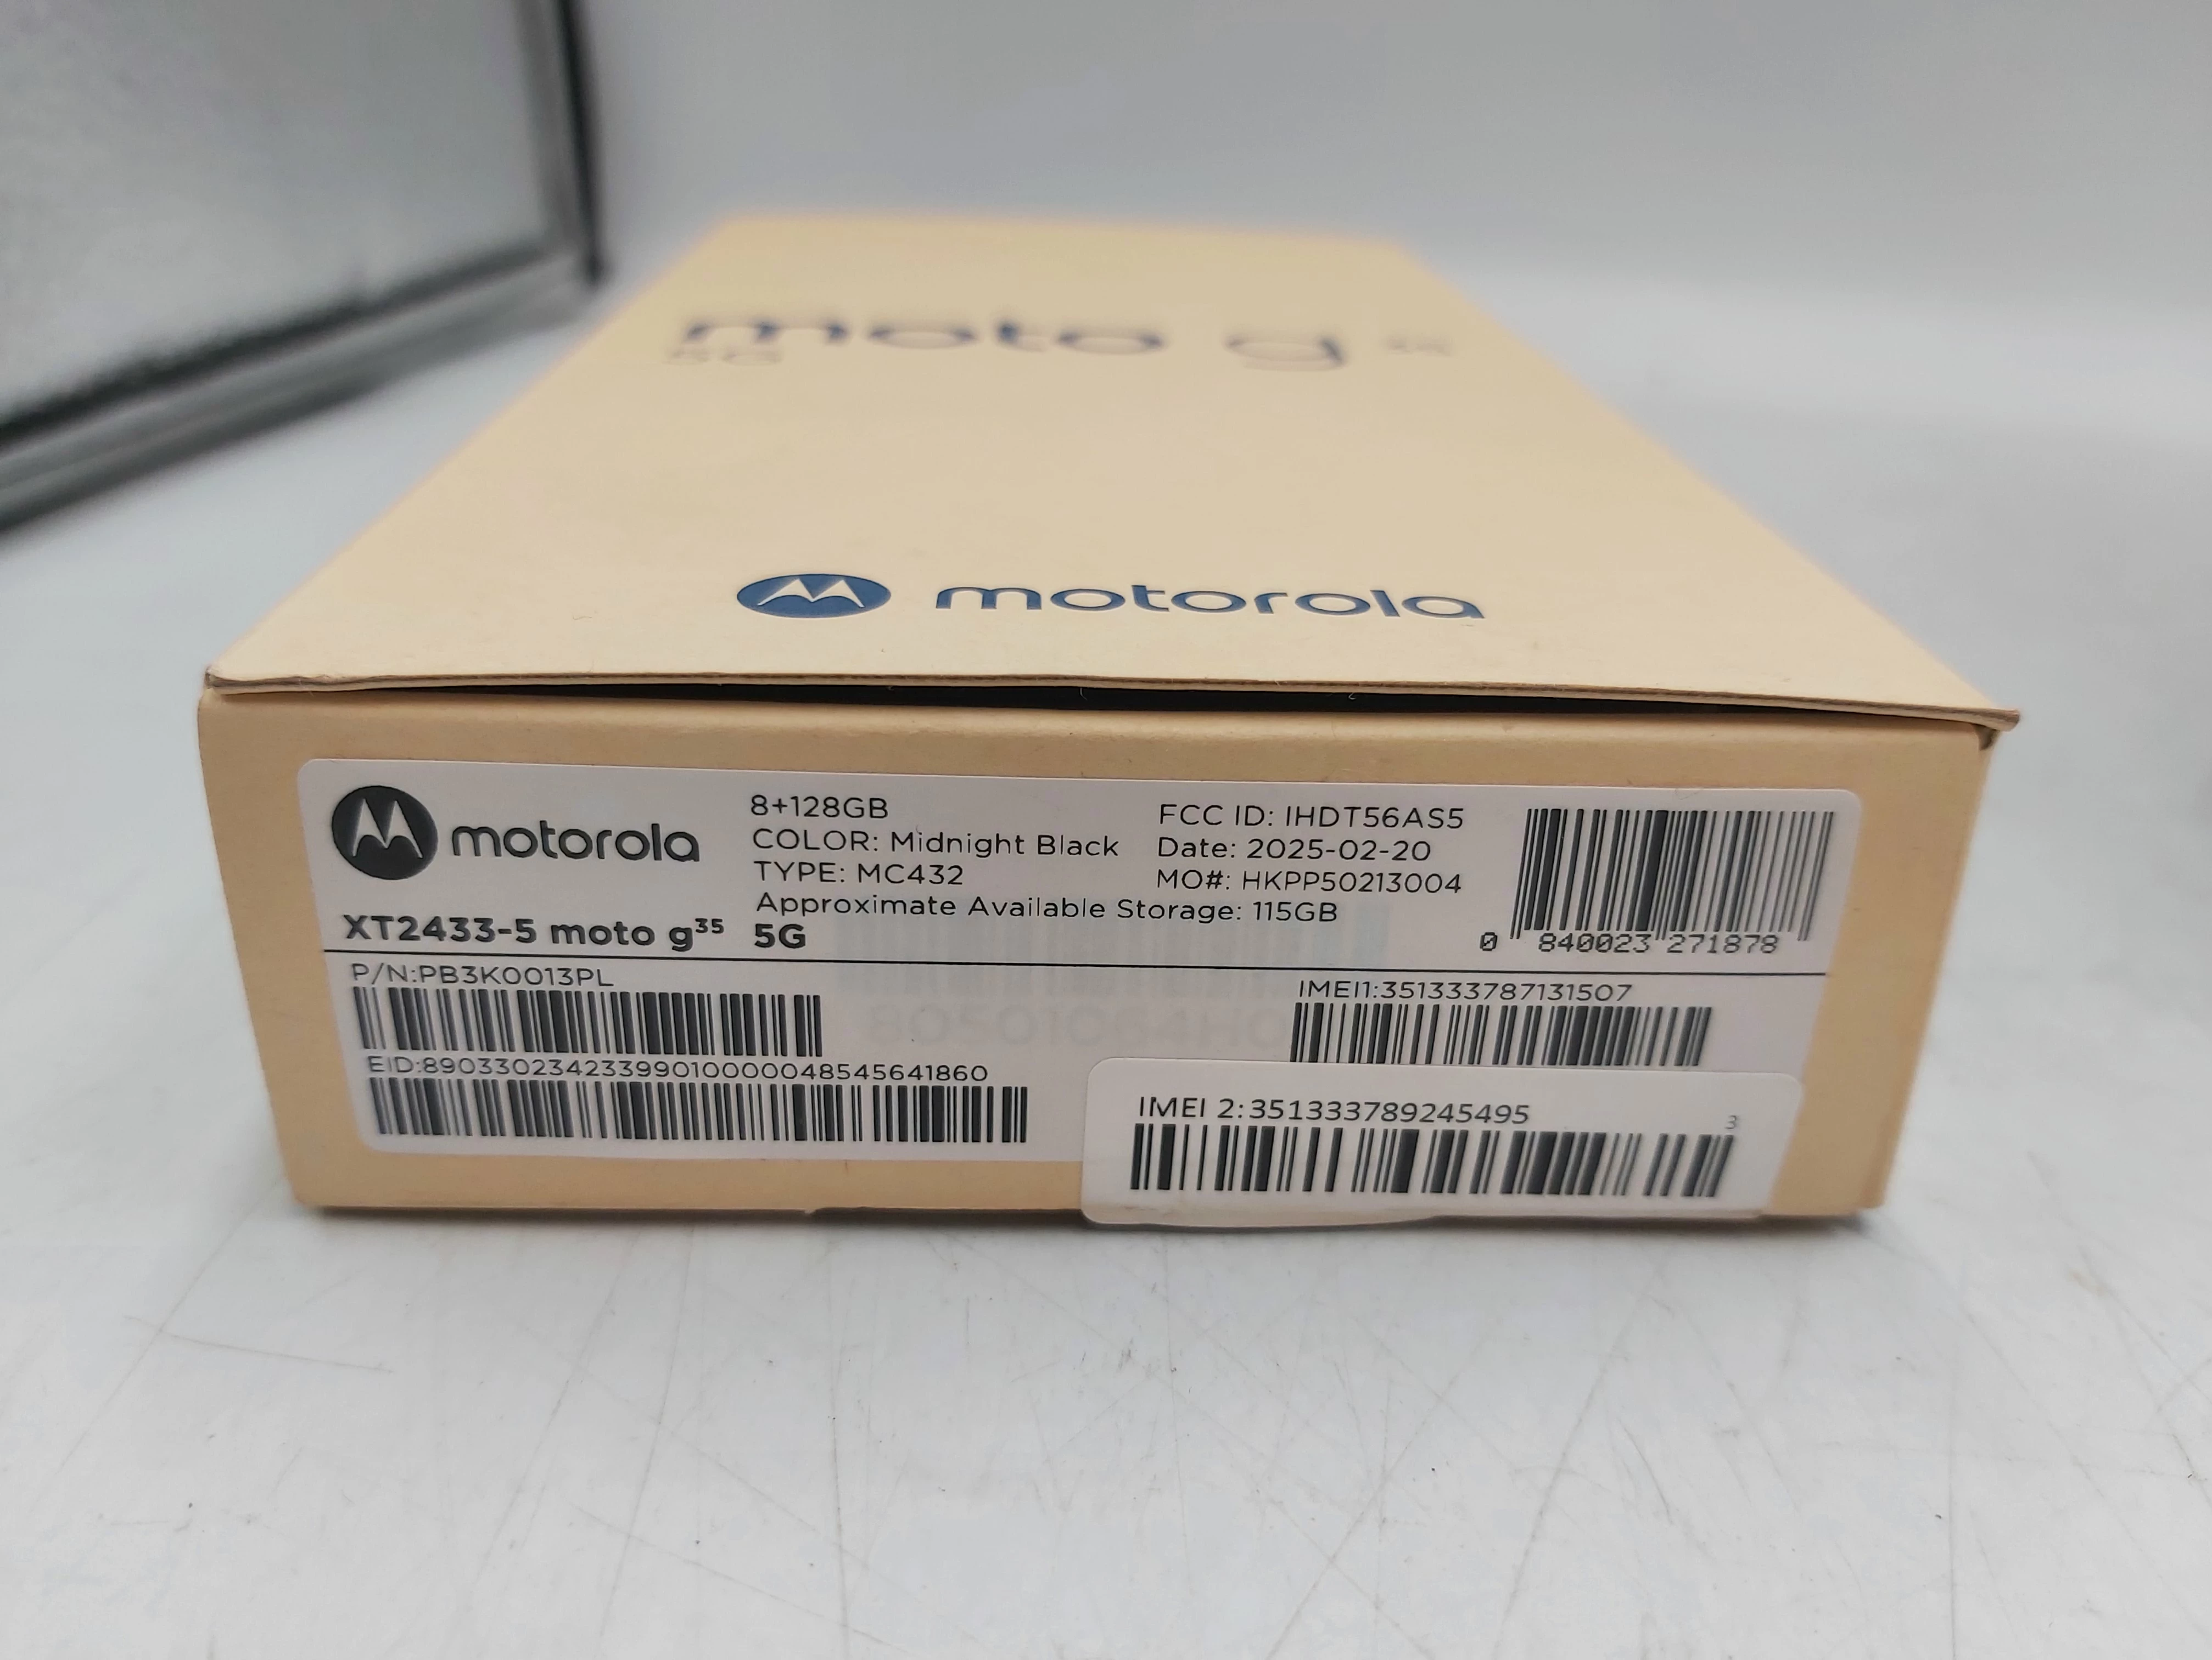 moto g 35
5G
motorola
motorola
8+128GB
COLOR: Midnight Black
TYPE: MC432
Approximate Available Storage: 115GB
FCC ID: IHDT56AS5
Date: 2025-02-20
MO#: HKPP50213004
XT2433-5 moto g³⁵ 5G
0 840023 271878
P/N:PB3K0013PL
EID:89033023423399010000048545641860
IMEI1:351333787131507
IMEI 2:351333789245495
3